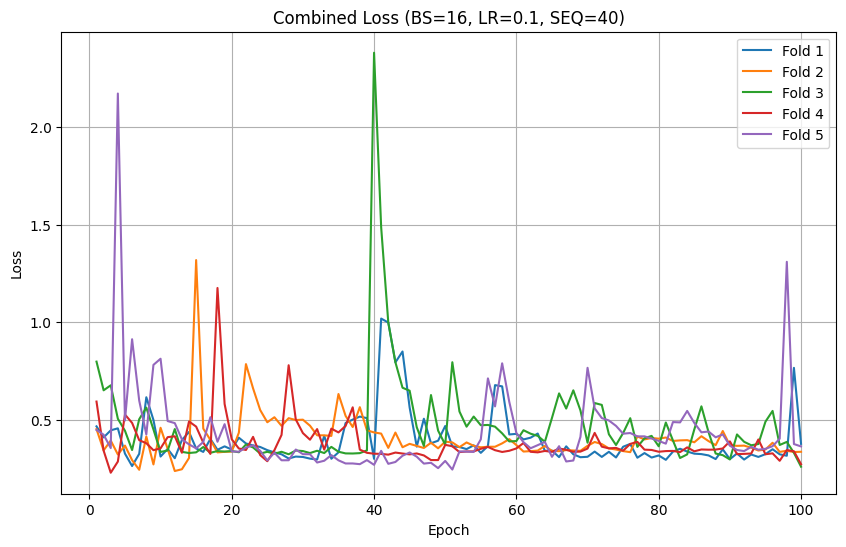 Combined Loss (BS=16, LR=0.1, SEQ=40)
Fold 1
Fold 2
Fold 3
Fold 4
Fold 5
Loss
2.0
1.5
1.0
0.5
0 20 40 60 80 100
Epoch